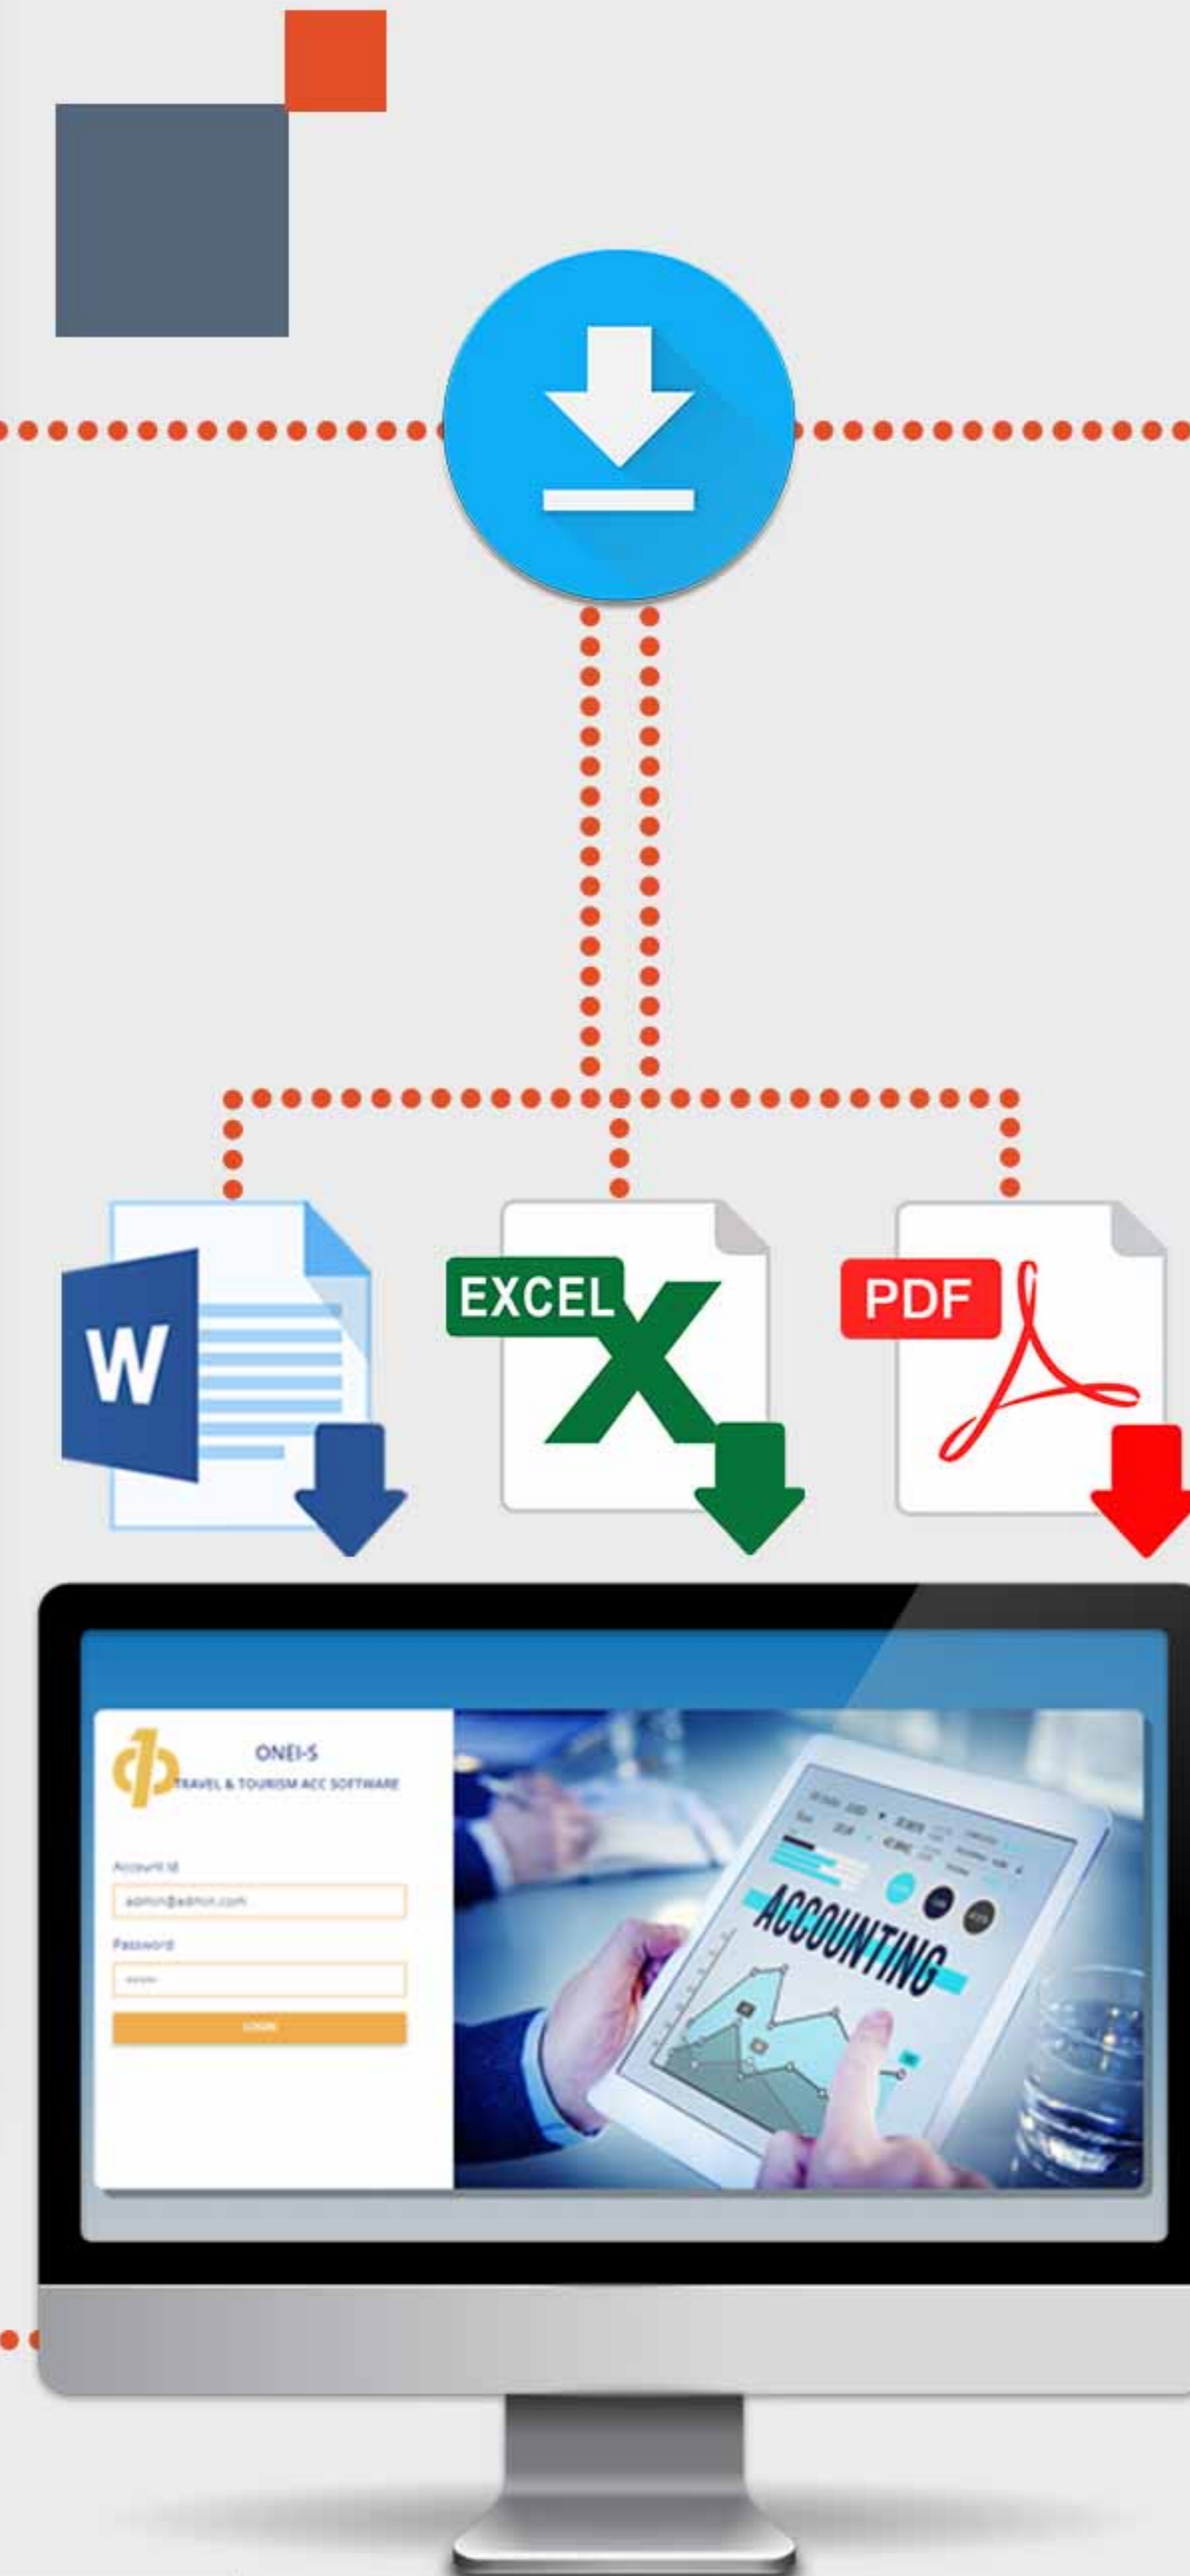 W
EXCEL
X
PDF
ONEI-S
TRAVEL & TOURISM ACC SOFTWARE
Account Id
admin@admin.com
Password
LOGIN
ACCOUNTING